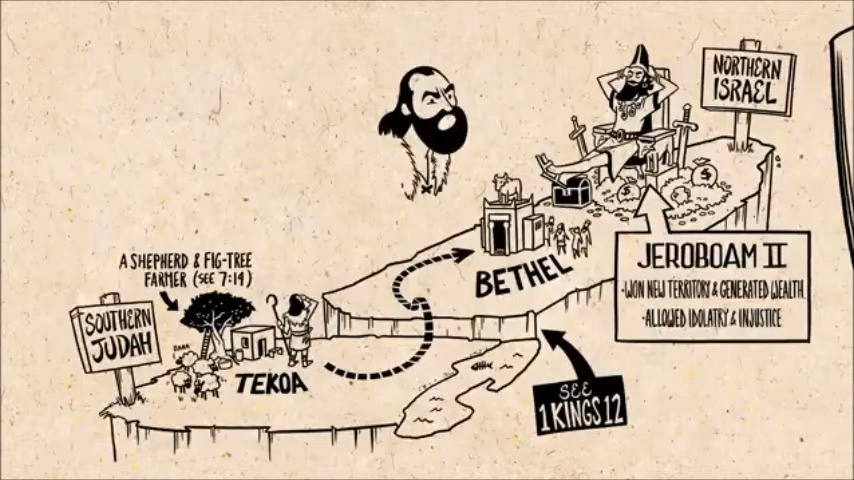 NORTHERN
ISRAEL
JEROBOAM II
·WON NEW TERRITORY & GENERATED WEALTH
·ALLOWED IDOLATRY & INJUSTICE
BETHEL
$
$
A SHEPHERD & FIG-TREE
FARMER (SEE 7:14)
SOUTHERN
JUDAH
BAAA
TEKOA
SEE
1 KINGS 12